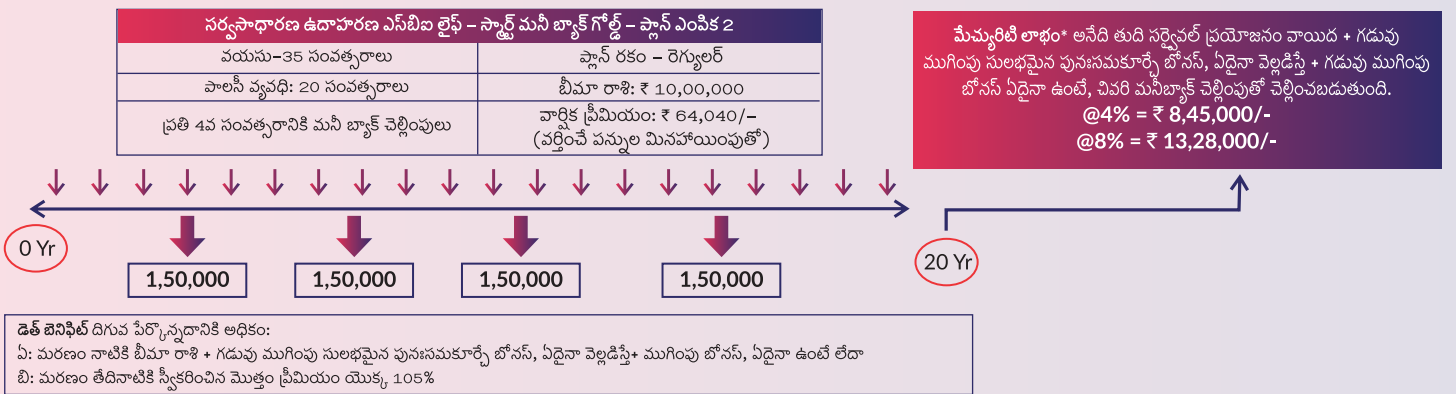 సర్వసాధారణ ఉదాహరణ ఎస్‌బిఐ లైఫ్ – స్మార్ట్ మనీ బ్యాక్ గోల్డ్ – ప్లాన్ ఎంపిక 2
వయసు–35 సంవత్సరాలు
ప్లాన్ రకం – రెగ్యులర్
పాలసీ వ్యవధి: 20 సంవత్సరాలు
బీమా రాశి: ₹ 10,00,000
ప్రతి 4వ సంవత్సరానికి మనీ బ్యాక్ చెల్లింపులు
వార్షిక ప్రీమియం: ₹ 64,040/–
(వర్తించే పన్నుల మినహాయింపుతో)
మేచ్యురిటి లాభం* అనేది తుది సర్వైవల్ ప్రయోజనం వాయిద + గడువు
ముగింపు సులభమైన పునఃసమకూర్చే బోనస్, ఏదైనా వెల్లడిస్తే + గడువు ముగింపు
బోనస్ ఏదైనా ఉంటే, చివరి మనీబ్యాక్ చెల్లింపుతో చెల్లించబడుతుంది.
@4% = ₹ 8,45,000/-
@8% = ₹ 13,28,000/-
0 Yr
1,50,000
1,50,000
1,50,000
1,50,000
20 Yr
డెత్ బెనిఫిట్ దిగువ పేర్కొన్నదానికి అధికం:
ఏ: మరణం నాటికి బీమా రాశి + గడువు ముగింపు సులభమైన పునఃసమకూర్చే బోనస్, ఏదైనా వెల్లడిస్తే+ ముగింపు బోనస్, ఏదైనా ఉంటే లేదా
బి: మరణం తేదినాటికి స్వీకరించిన మొత్తం ప్రీమియం యొక్క 105%